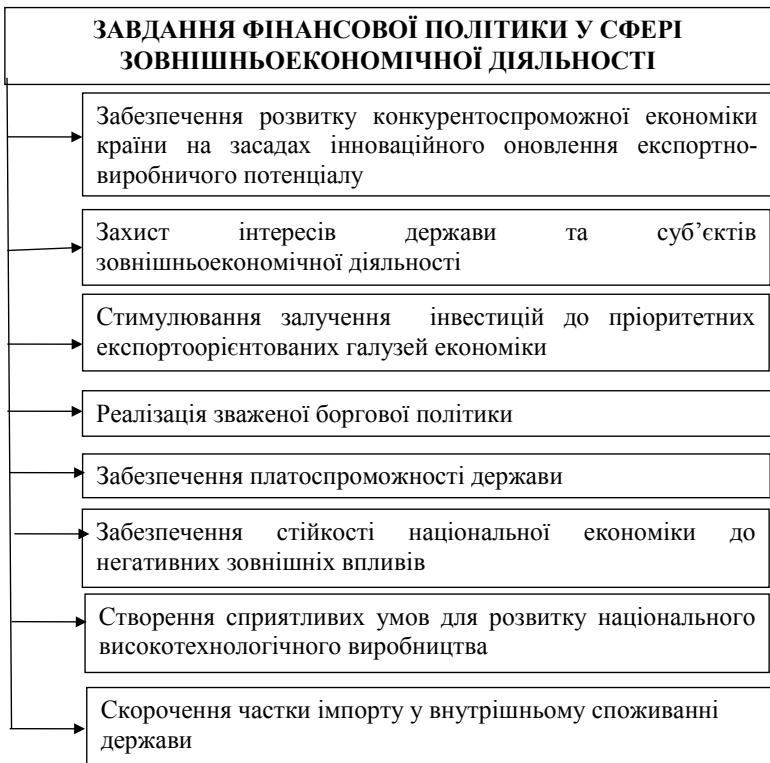 ЗАВДАННЯ ФІНАНСОВОЇ ПОЛІТИКИ У СФЕРІ
ЗОВНІШНЬОЕКОНОМІЧНОЇ ДІЯЛЬНОСТІ
Забезпечення розвитку конкурентоспроможної економіки
країни на засадах інноваційного оновлення експортно-
виробничого потенціалу
Захист інтересів держави та суб’єктів
зовнішньоекономічної діяльності
Стимулювання залучення інвестицій до пріоритетних
експортоорієнтованих галузей економіки
Реалізація зваженої боргової політики
Забезпечення платоспроможності держави
Забезпечення стійкості національної економіки до
негативних зовнішніх впливів
Створення сприятливих умов для розвитку національного
високотехнологічного виробництва
Скорочення частки імпорту у внутрішньому споживанні
держави